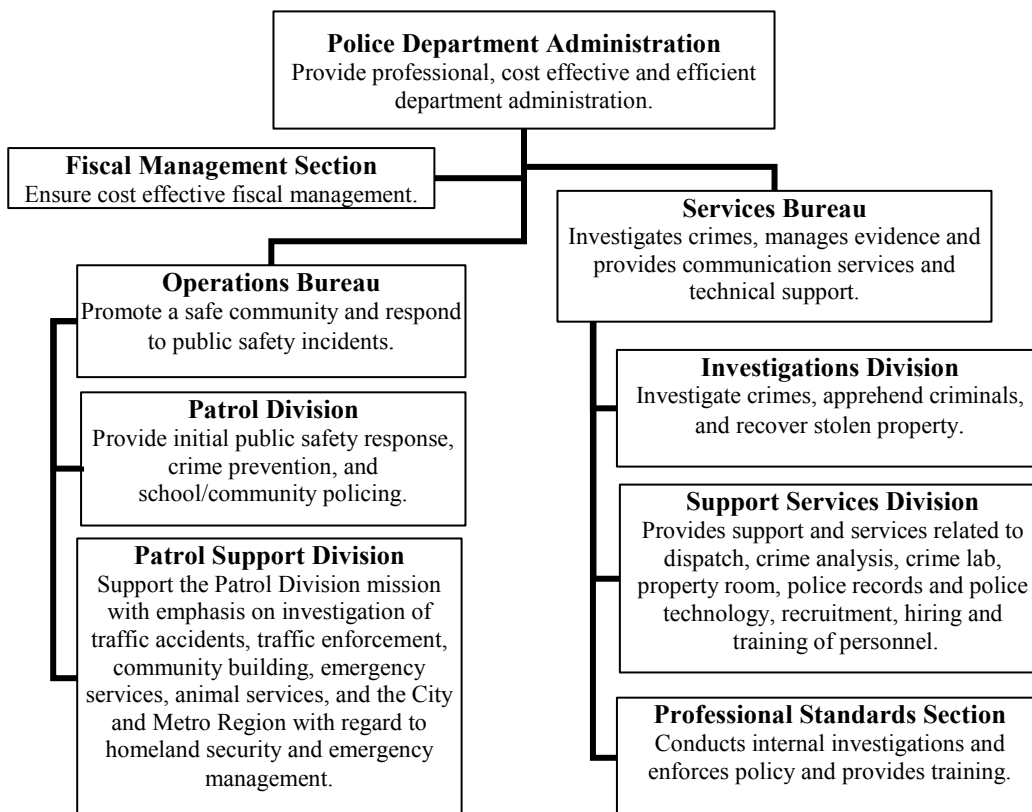 Police Department Administration
Provide professional, cost effective and efficient
department administration.
Fiscal Management Section
Ensure cost effective fiscal management.
Services Bureau
Investigates crimes, manages evidence and
provides communication services and
technical support.
Operations Bureau
Promote a safe community and respond
to public safety incidents.
Investigations Division
Investigate crimes, apprehend criminals,
and recover stolen property.
Patrol Division
Provide initial public safety response,
crime prevention, and
school/community policing.
Support Services Division
Provides support and services related to
dispatch, crime analysis, crime lab,
property room, police records and police
technology, recruitment, hiring and
training of personnel.
Patrol Support Division
Support the Patrol Division mission
with emphasis on investigation of
traffic accidents, traffic enforcement,
community building, emergency
services, animal services, and the City
and Metro Region with regard to
homeland security and emergency
management.
Professional Standards Section
Conducts internal investigations and
enforces policy and provides training.